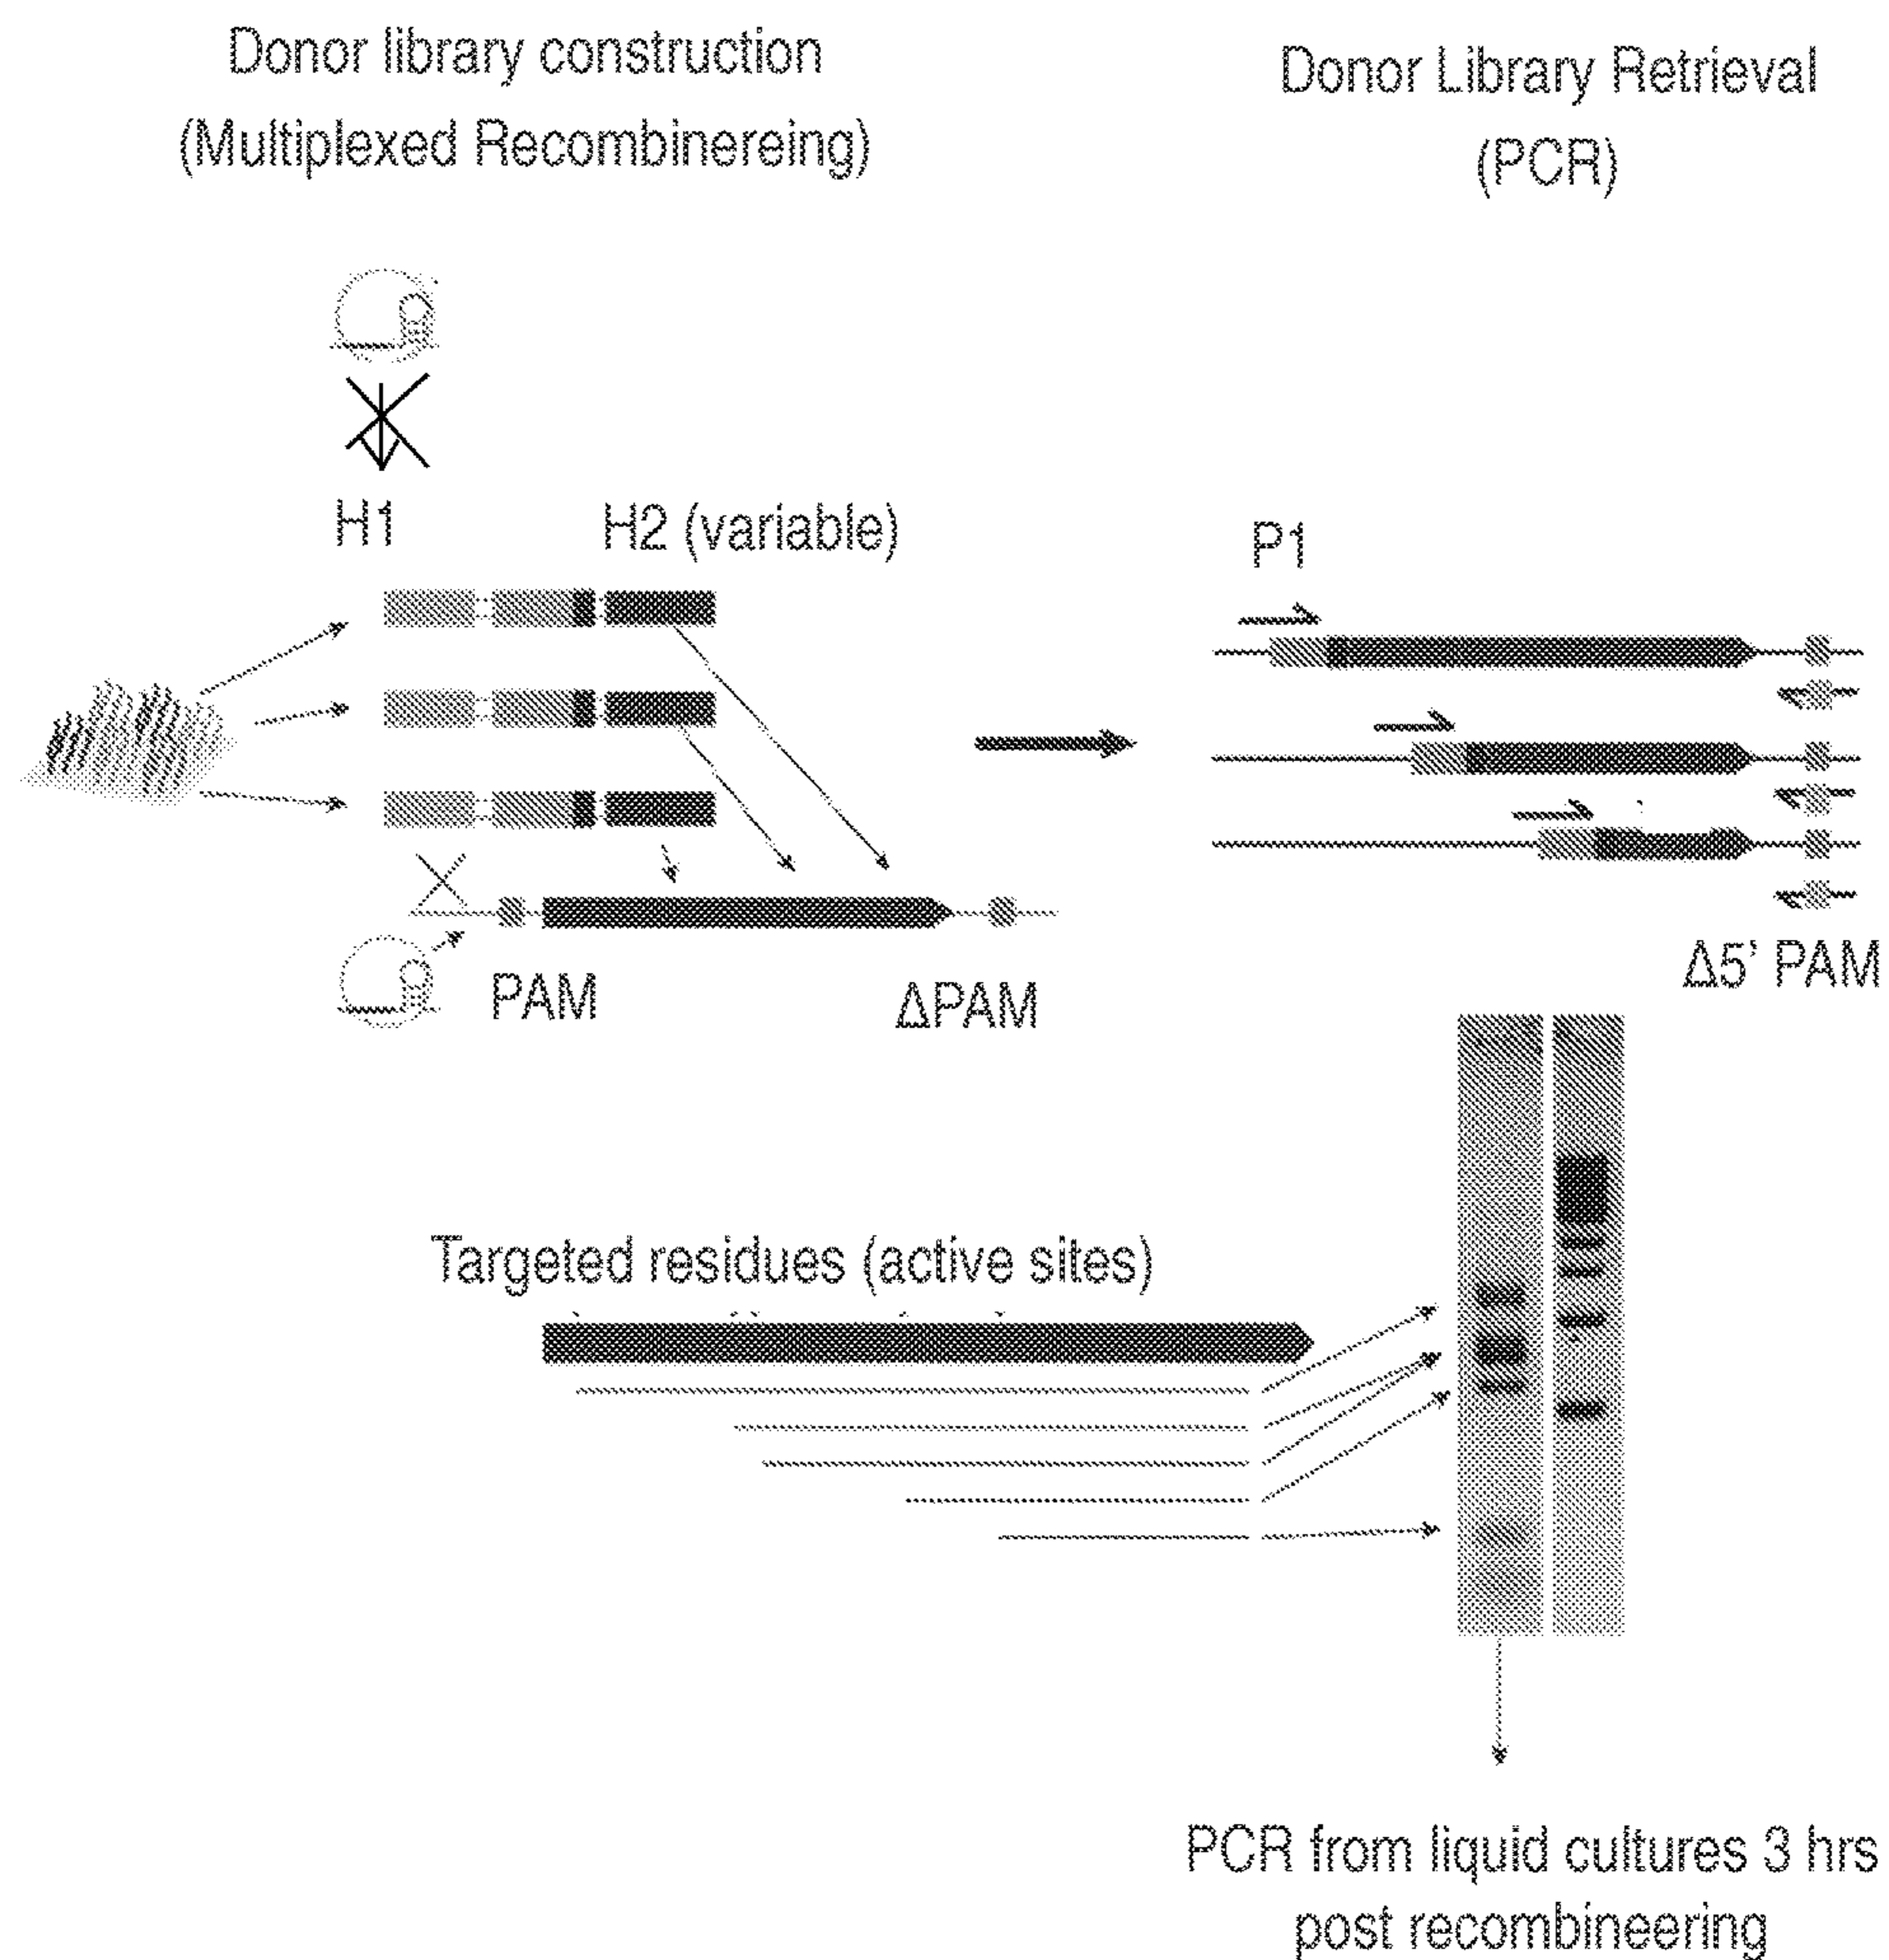 Donor library construction
(Multiplexed Recombinereing)
Donor Library Retrieval
(PCR)
H1
H2 (variable)
P1
PAM
ΔPAM
Δ5' PAM
Targeted residues (active sites)
PCR from liquid cultures 3 hrs
post recombineering